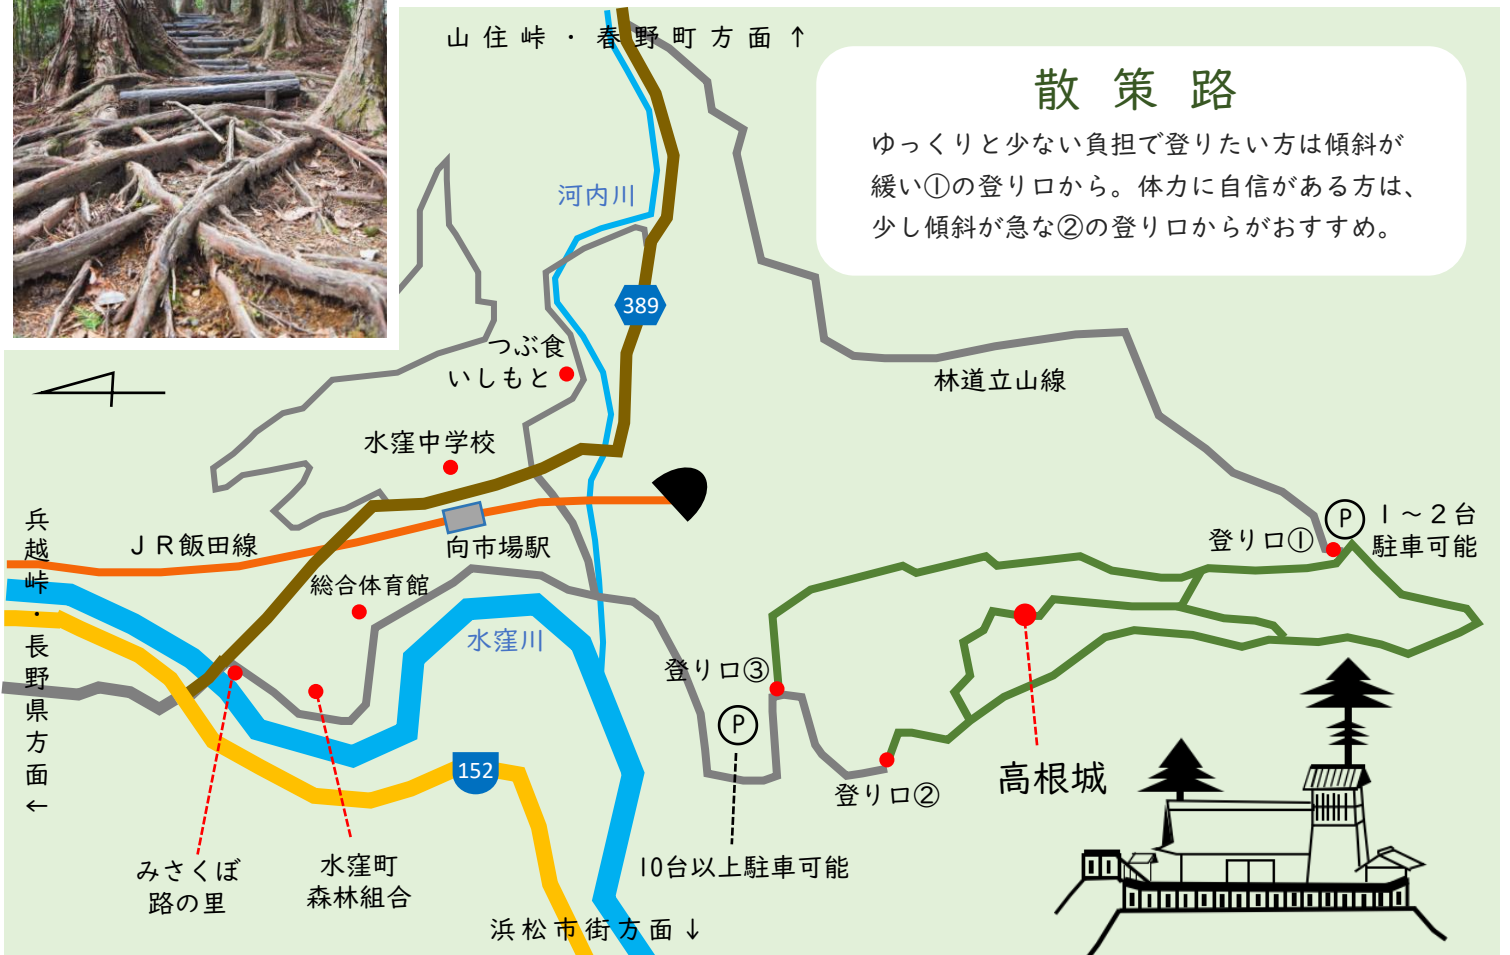 山住峠・春野町方面↑
散策路
ゆっくりと少ない負担で登りたい方は傾斜が
緩い①の登り口から。体力に自信がある方は、
少し傾斜が急な②の登り口からがおすすめ。
河内川
389
つぶ食
いしもと
林道立山線
水窪中学校
兵越峠・長野県方面←
JR飯田線
向市場駅
総合体育館
水窪川
登り口①
P
1～2台
駐車可能
登り口③
P
152
登り口②
高根城
10台以上駐車可能
みさくぼ
路の里
水窪町
森林組合
浜松市街方面↓